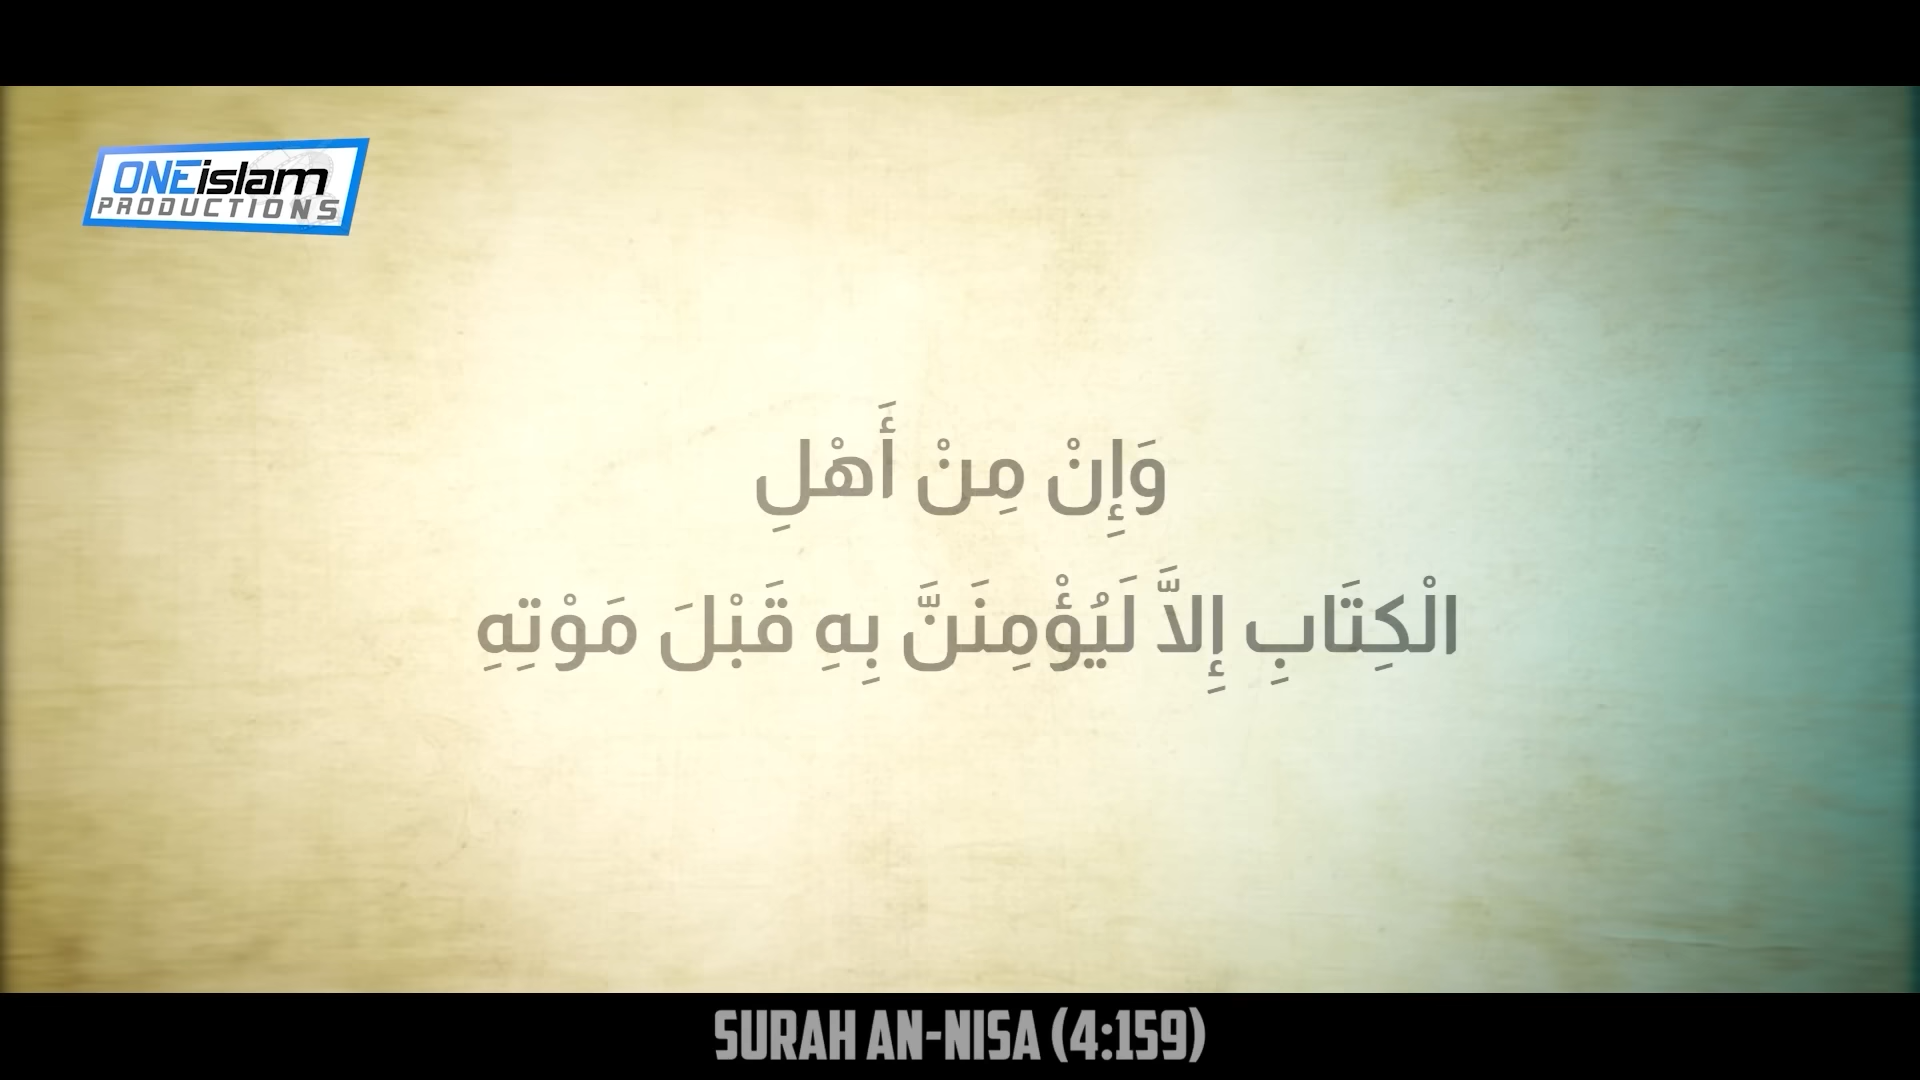 ONEislam
PRODUCTIONS
وَإِنْ مِنْ أَهْلِ
الْكِتَابِ إِلاَّ لَيُؤْمِنَنَّ بِهِ قَبْلَ مَوْتِهِ
SURAH AN-NISA (4:159)